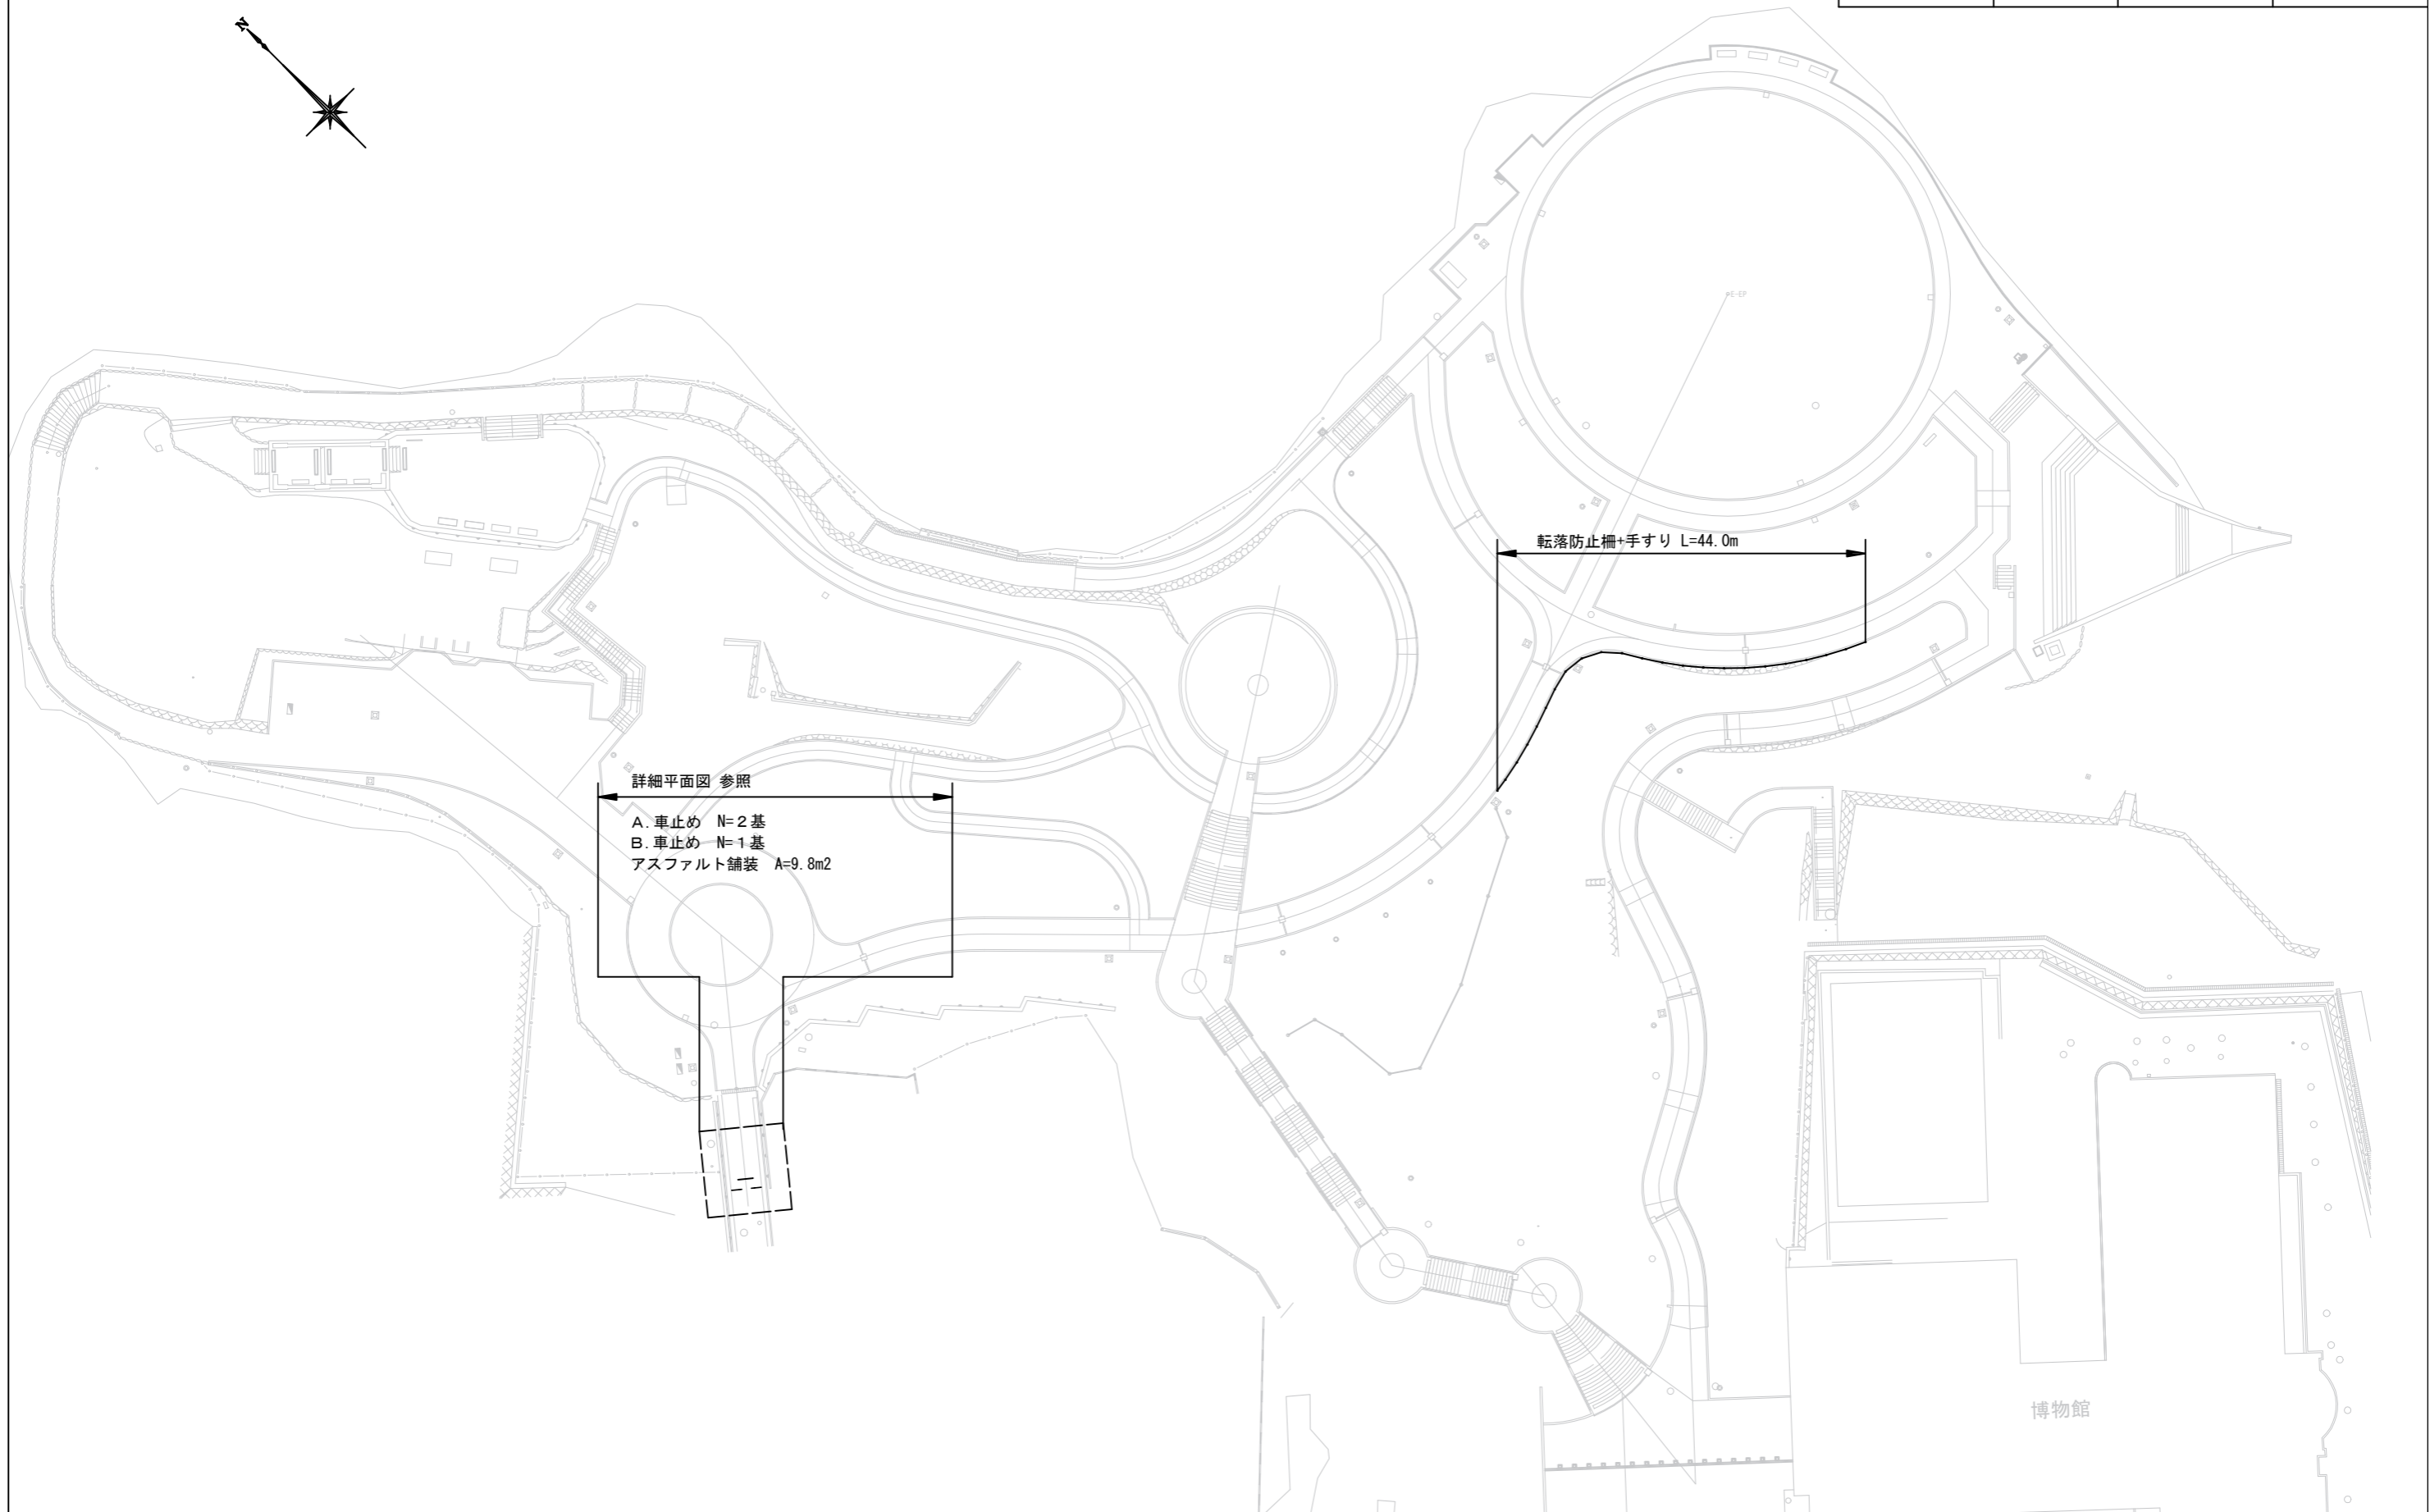 N
E-EP
転落防止柵+手すり L=44.0m
詳細平面図 参照
A.車止め　N=2基
B.車止め　N=1基
アスファルト舗装　A=9.8m2
博物館